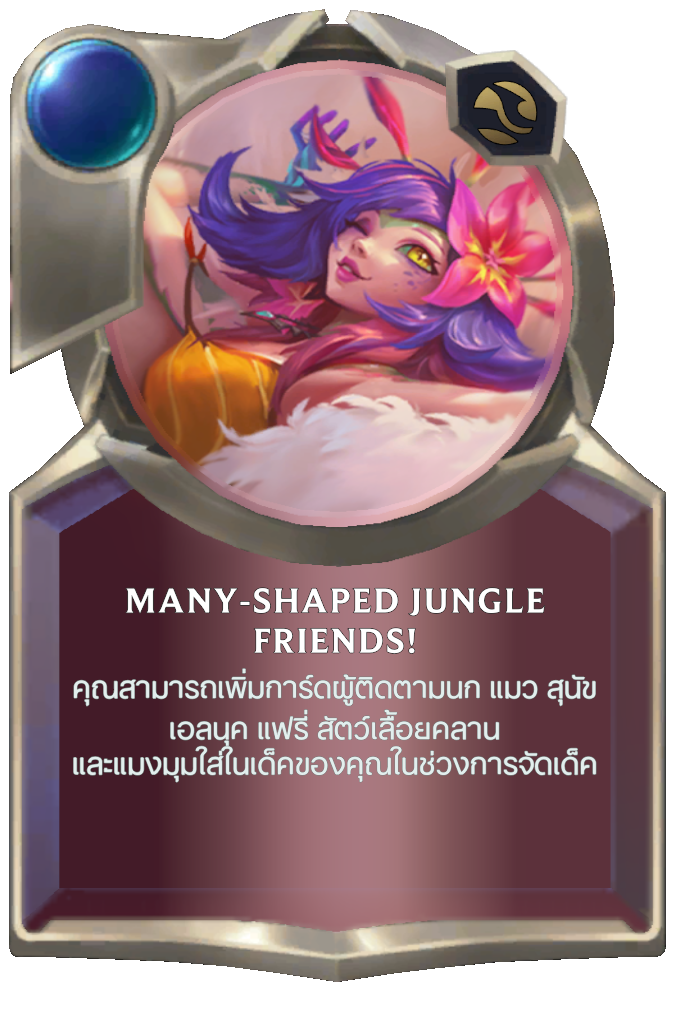 MANY-SHAPED JUNGLE
FRIENDS!
คุณสามารถเพิ่มการ์ดผู้ติดตามนก แมว สุนัข
เอลนุค แฟรี่ สัตว์เลื้อยคลาน
และแมงมุมใส่ในเด็คของคุณในช่วงการจัดเด็ค